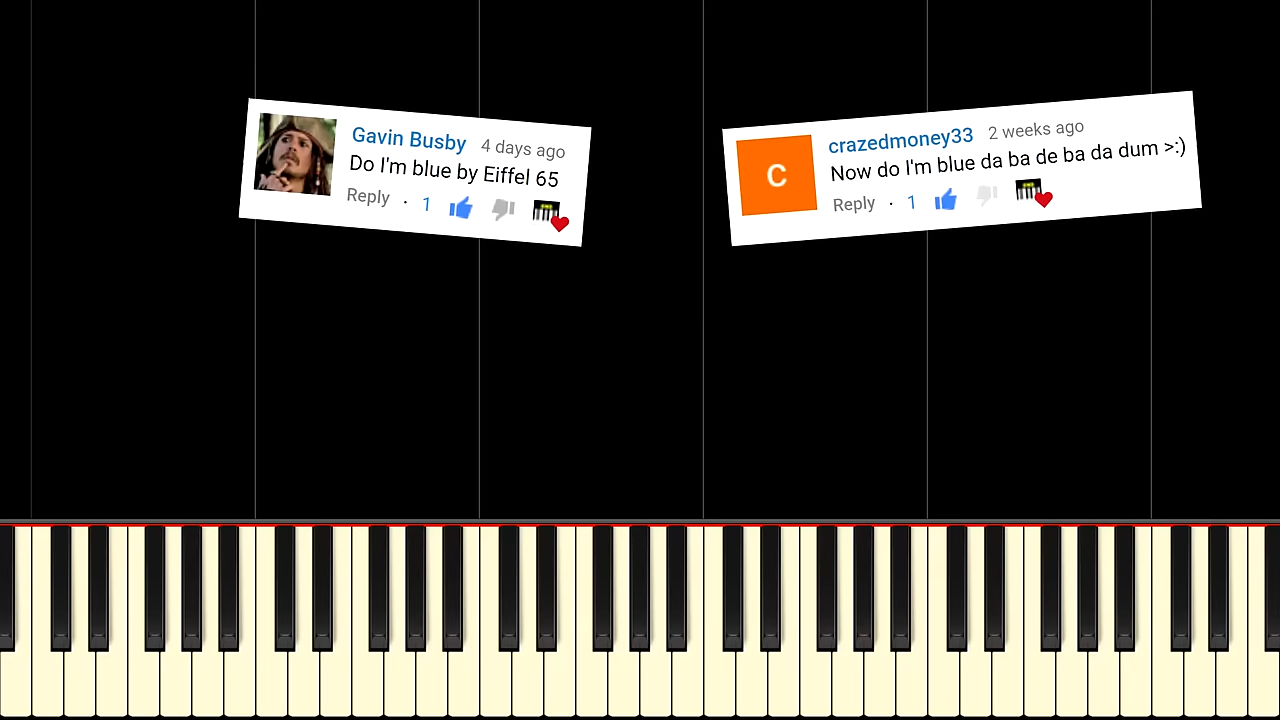 Gavin Busby 4 days ago
Do I'm blue by Eiffel 65
Reply · 1
C
crazedmoney33 2 weeks ago
Now do I'm blue da ba de ba da dum >:)
Reply · 1